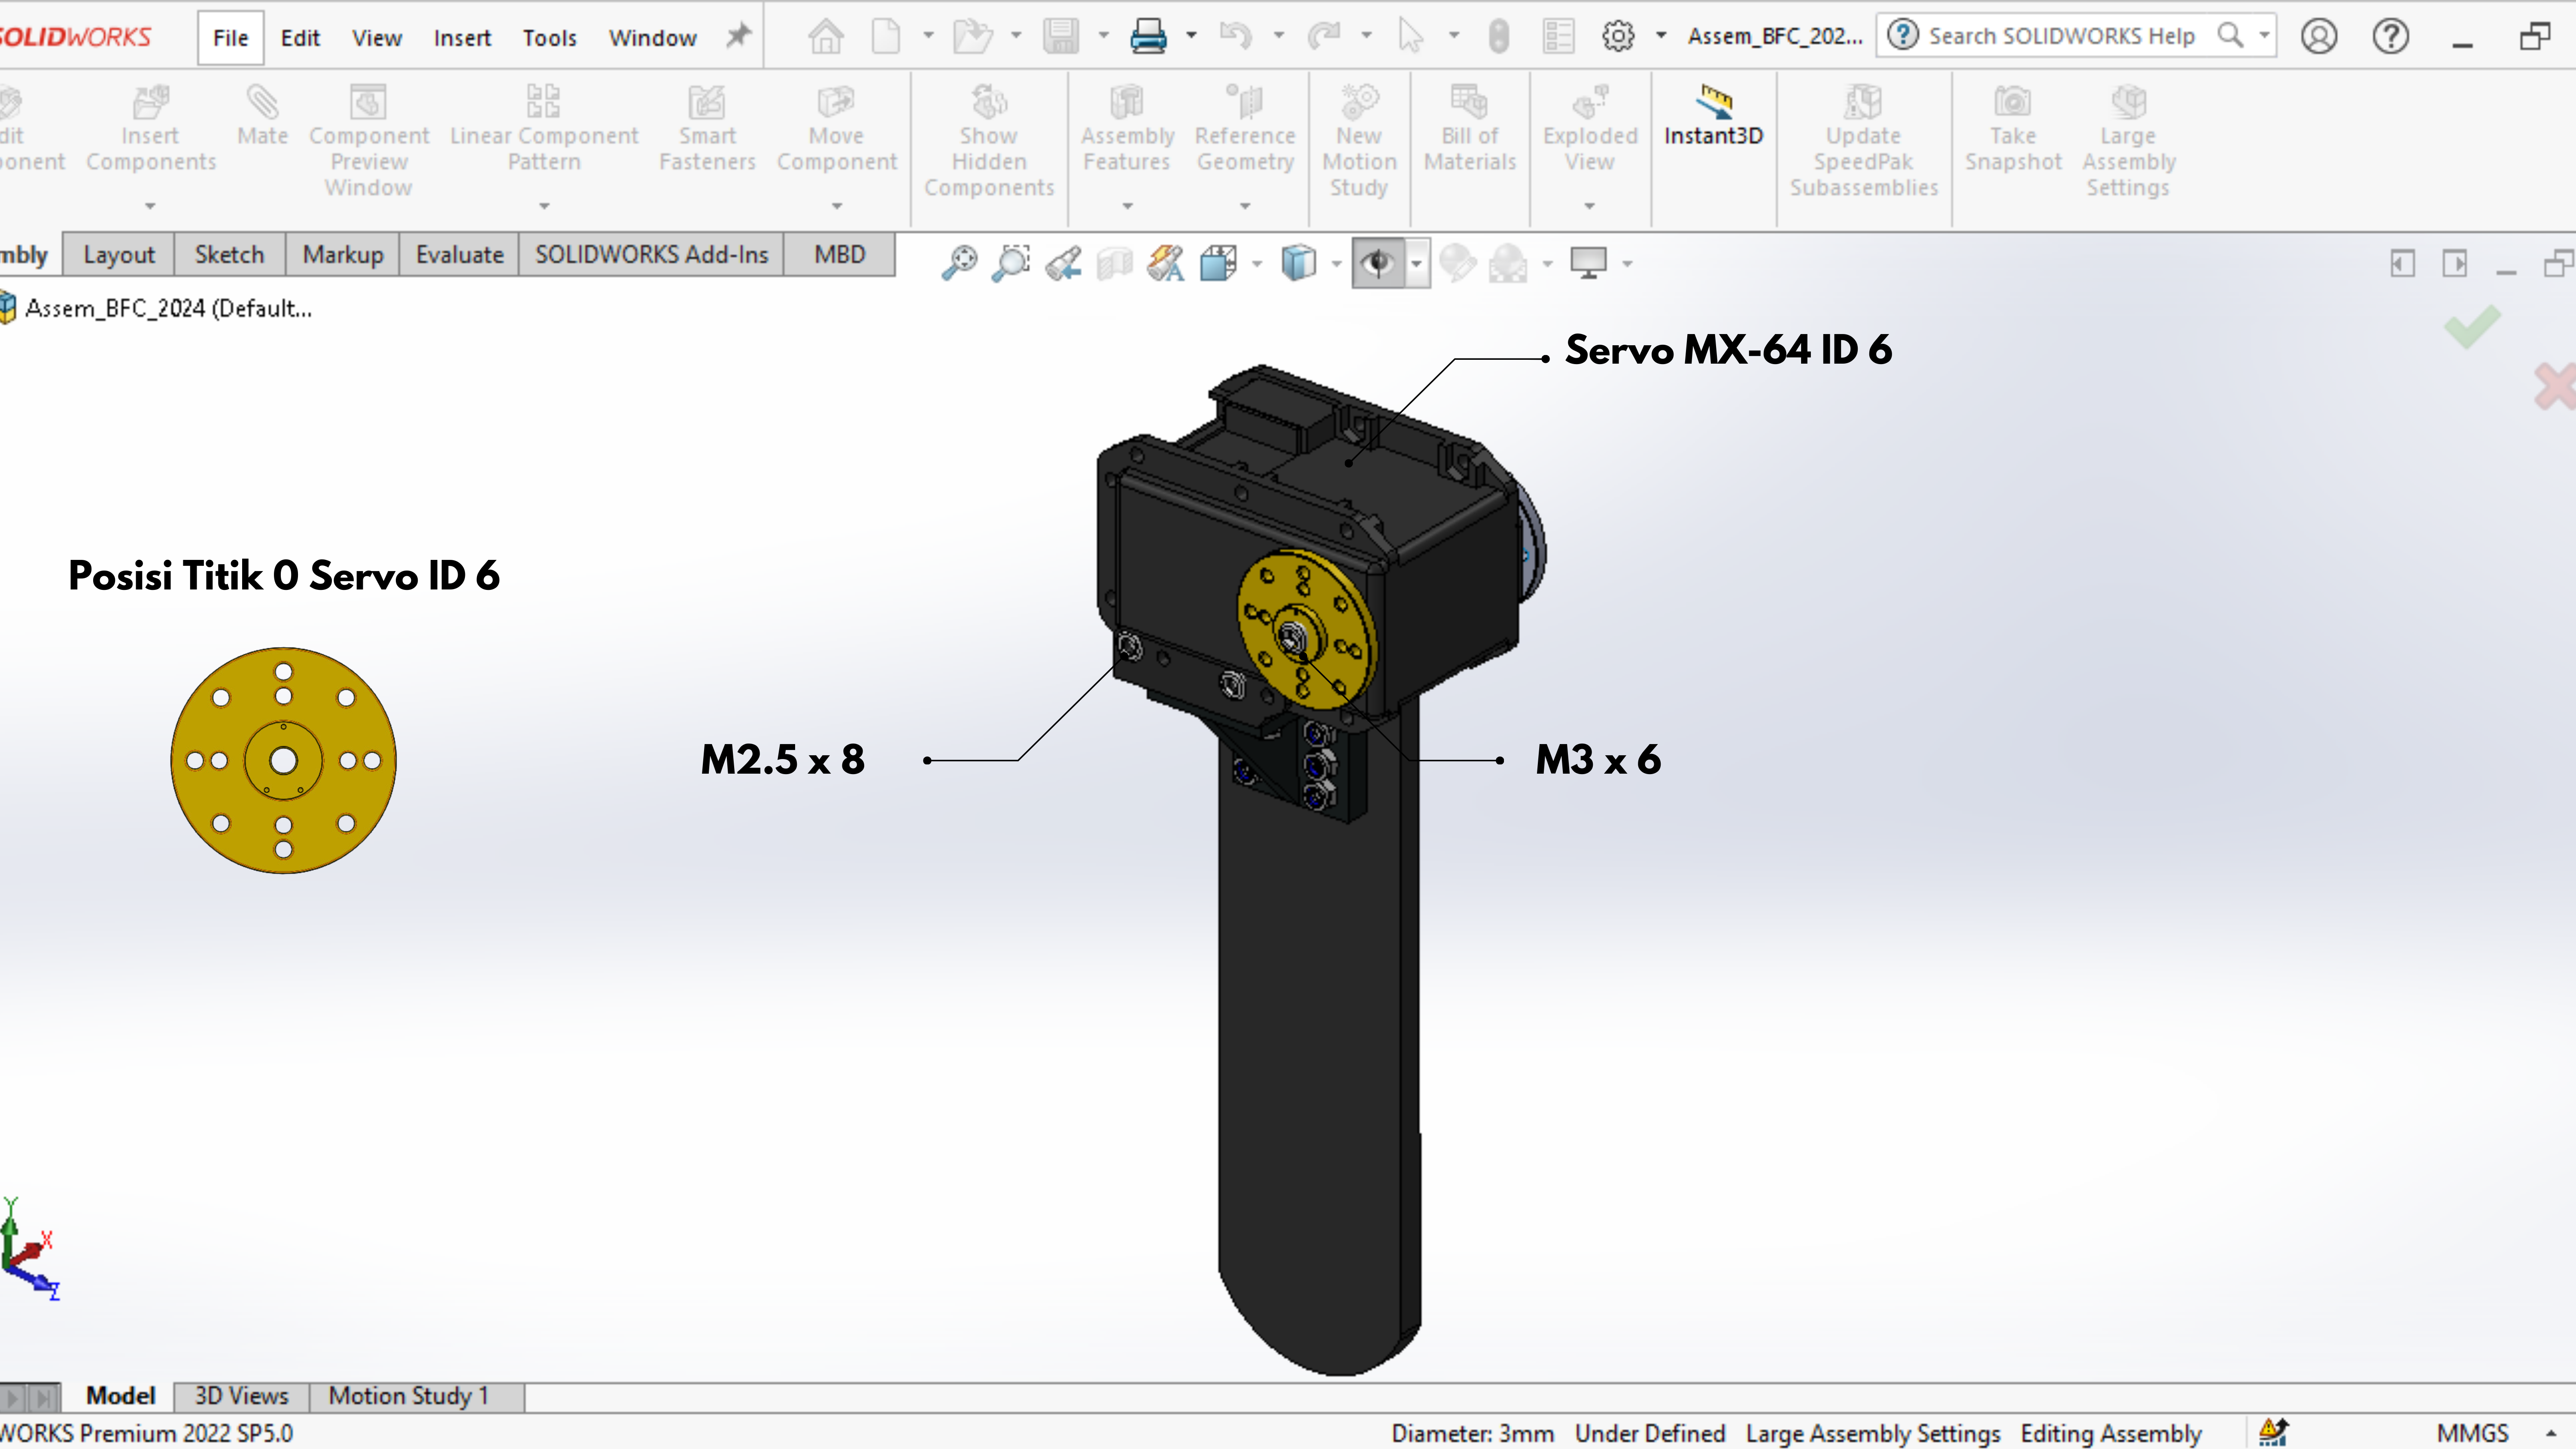 SOLIDWORKS File Edit View Insert Tools Window Assem_BFC_202... Search SOLIDWORKS Help
dit
ponent
Insert
Components
Mate
Component
Preview
Window
Linear Component
Pattern
Smart
Fasteners
Move
Component
Show
Hidden
Components
Assembly
Features
Reference
Geometry
New
Motion
Study
Bill of
Materials
Exploded
View
Instant3D
Update
SpeedPak
Subassemblies
Take
Snapshot
Large
Assembly
Settings
mbly Layout Sketch Markup Evaluate SOLIDWORKS Add-Ins MBD
Assem_BFC_2024 (Default...
Servo MX-64 ID 6
Posisi Titik 0 Servo ID 6
M2.5 x 8
M3 x 6
Y
X
Z
Model 3D Views Motion Study 1
WORKS Premium 2022 SP5.0 Diameter: 3mm Under Defined Large Assembly Settings Editing Assembly MMGS